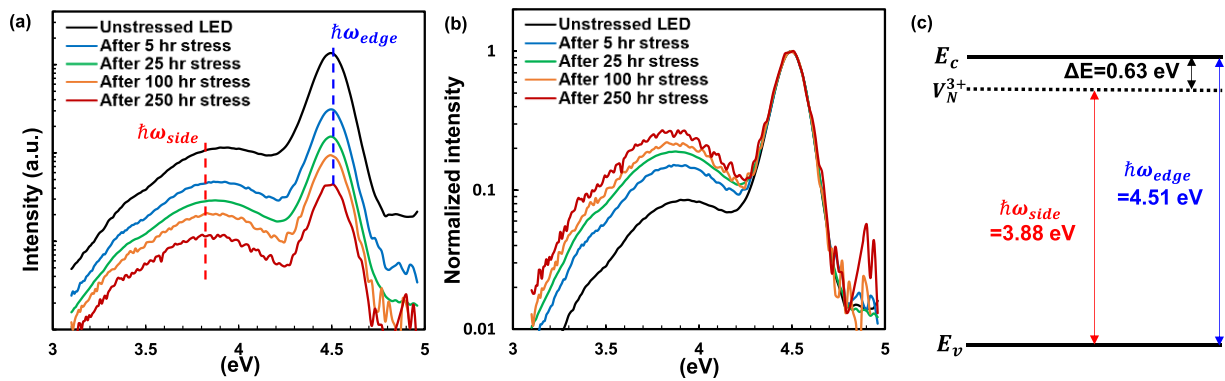 (a)
Unstressed LED
After 5 hr stress
After 25 hr stress
After 100 hr stress
After 250 hr stress
ħω_edge
ħω_side
Intensity (a.u.)
3 3.5 4 4.5 5
(eV)
(b)
Unstressed LED
After 5 hr stress
After 25 hr stress
After 100 hr stress
After 250 hr stress
Normalized intensity
1
0.1
0.01
3 3.5 4 4.5 5
(eV)
(c)
E_c
ΔE=0.63 eV
V_N^{3+}
ħω_edge
=4.51 eV
ħω_side
=3.88 eV
E_v